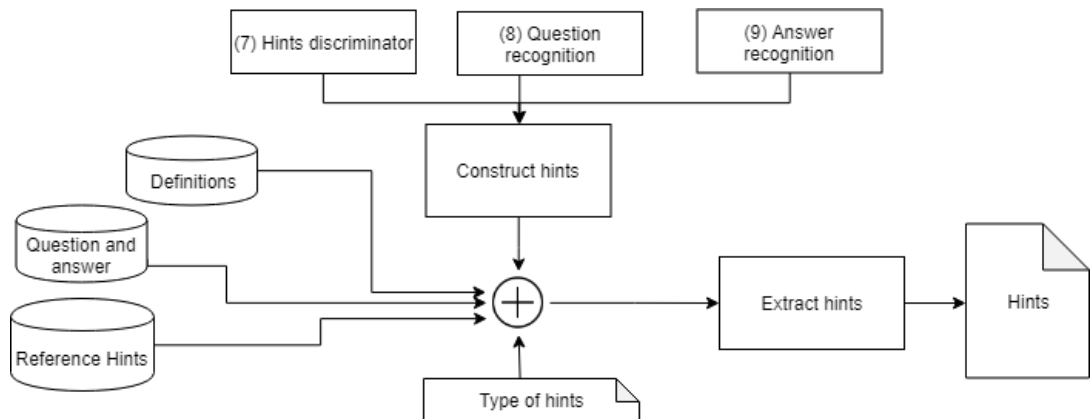 (7) Hints discriminator
(8) Question
recognition
(9) Answer
recognition
Construct hints
Definitions
Question and
answer
Reference Hints
Extract hints
Hints
Type of hints